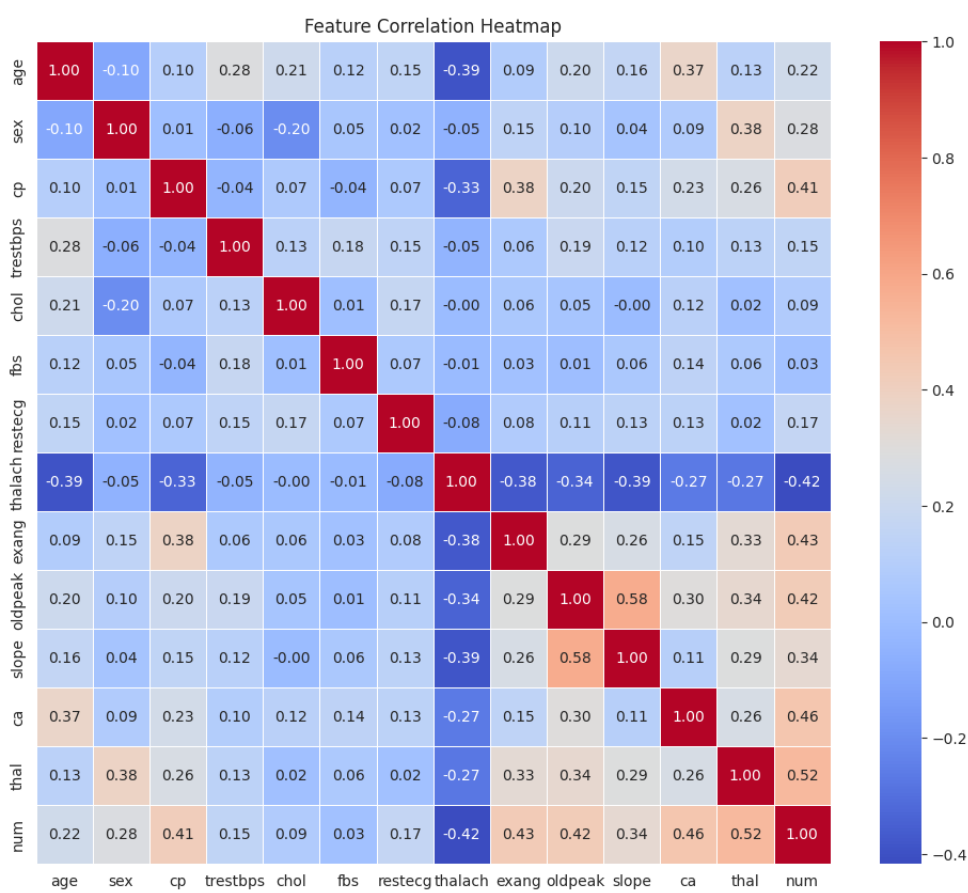 Feature Correlation Heatmap
age 1.00 -0.10 0.10 0.28 0.21 0.12 0.15 -0.39 0.09 0.20 0.16 0.37 0.13 0.22
sex -0.10 1.00 0.01 -0.06 -0.20 0.05 0.02 -0.05 0.15 0.10 0.04 0.09 0.38 0.28
cp 0.10 0.01 1.00 -0.04 0.07 -0.04 0.07 -0.33 0.38 0.20 0.15 0.23 0.26 0.41
trestbps 0.28 -0.06 -0.04 1.00 0.13 0.18 0.15 -0.05 0.06 0.19 0.12 0.10 0.13 0.15
chol 0.21 -0.20 0.07 0.13 1.00 0.01 0.17 -0.00 0.06 0.05 -0.00 0.12 0.02 0.09
fbs 0.12 0.05 -0.04 0.18 0.01 1.00 0.07 -0.01 0.03 0.01 0.06 0.14 0.06 0.03
restecg 0.15 0.02 0.07 0.15 0.17 0.07 1.00 -0.08 0.08 0.11 0.13 0.13 0.02 0.17
thalach -0.39 -0.05 -0.33 -0.05 -0.00 -0.01 -0.08 1.00 -0.38 -0.34 -0.39 -0.27 -0.27 -0.42
exang 0.09 0.15 0.38 0.06 0.06 0.03 0.08 -0.38 1.00 0.29 0.26 0.15 0.33 0.43
oldpeak 0.20 0.10 0.20 0.19 0.05 0.01 0.11 -0.34 0.29 1.00 0.58 0.30 0.34 0.42
slope 0.16 0.04 0.15 0.12 -0.00 0.06 0.13 -0.39 0.26 0.58 1.00 0.11 0.29 0.34
ca 0.37 0.09 0.23 0.10 0.12 0.14 0.13 -0.27 0.15 0.30 0.11 1.00 0.26 0.46
thal 0.13 0.38 0.26 0.13 0.02 0.06 0.02 -0.27 0.33 0.34 0.29 0.26 1.00 0.52
num 0.22 0.28 0.41 0.15 0.09 0.03 0.17 -0.42 0.43 0.42 0.34 0.46 0.52 1.00
age sex cp trestbps chol fbs restecg thalach exang oldpeak slope ca thal num
1.0
0.8
0.6
0.4
0.2
0.0
−0.2
−0.4